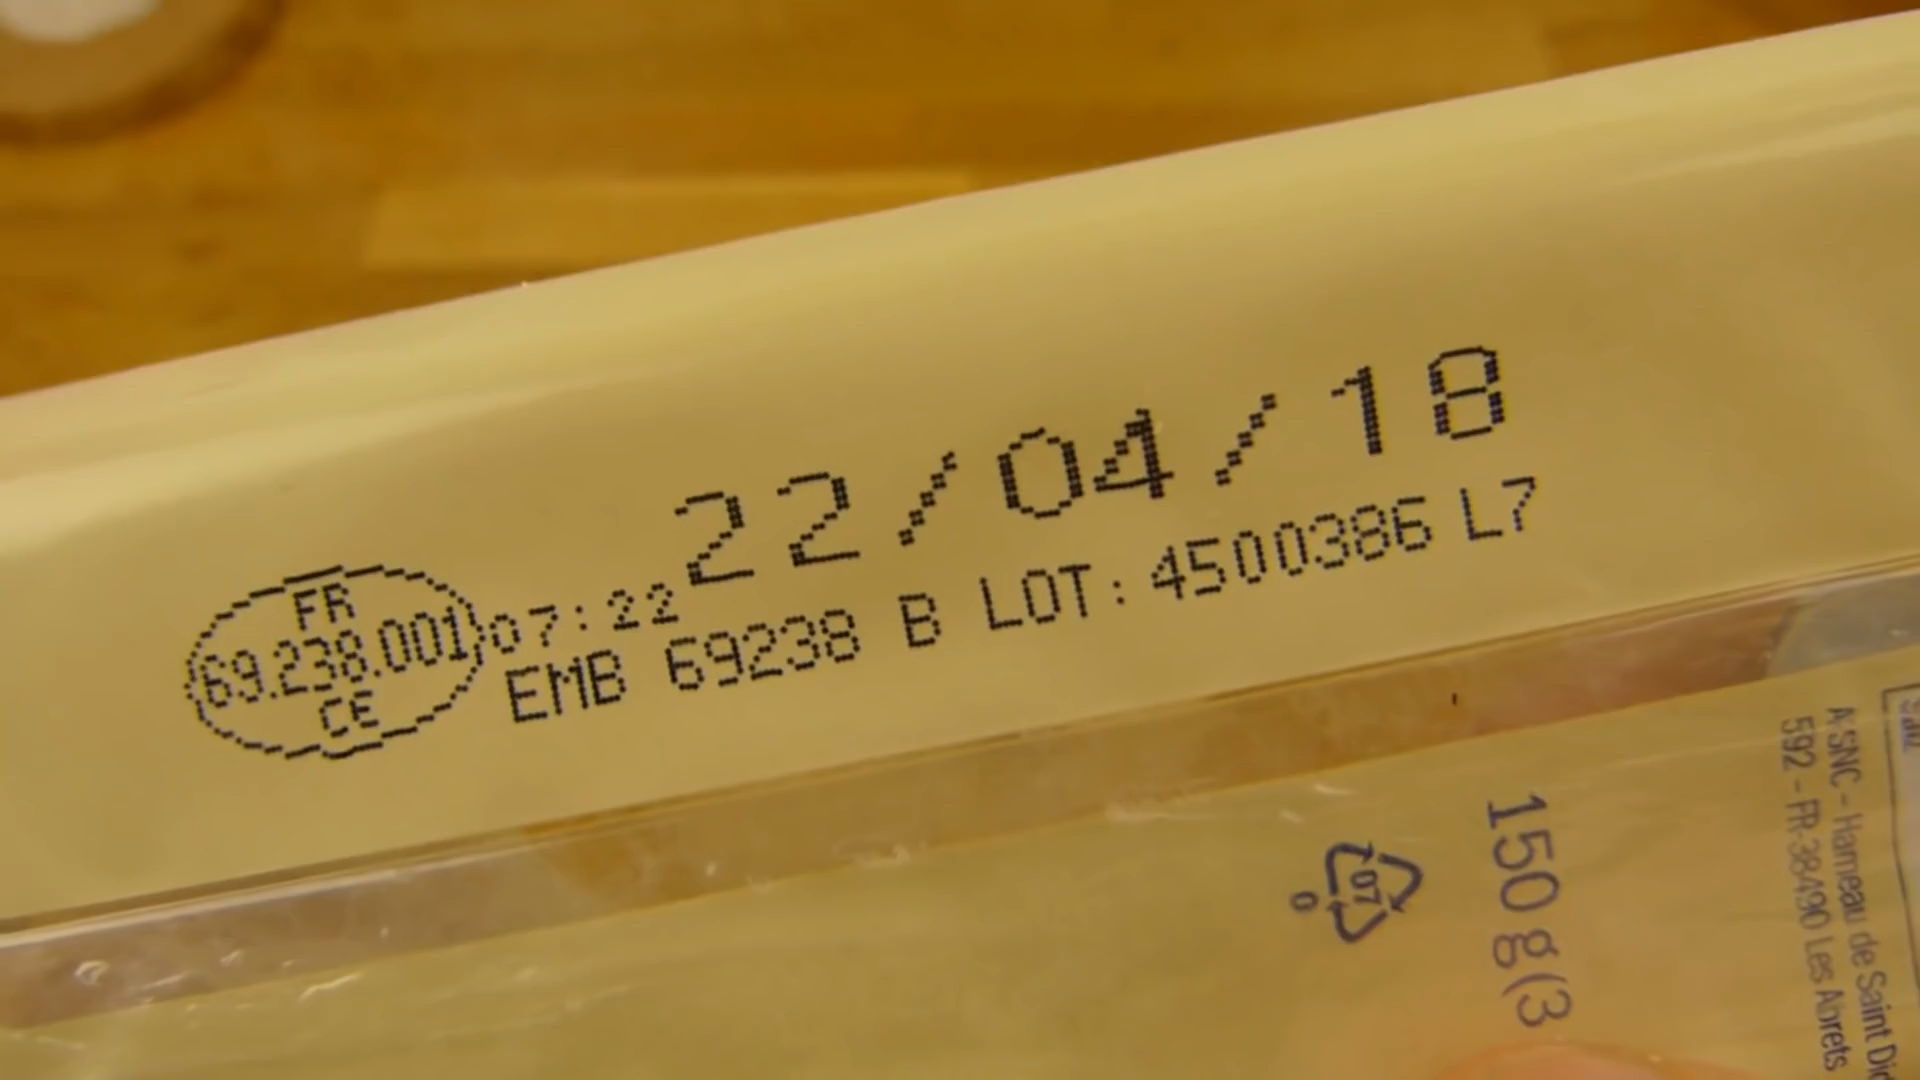 22/04/18
FR
69.238.001
CE
07:22
EMB 69238 B LOT: 4500386 L7
150 g(3
07
0
A SNC - Hameau de Saint Di
592 - FR-38490 Les Abrets